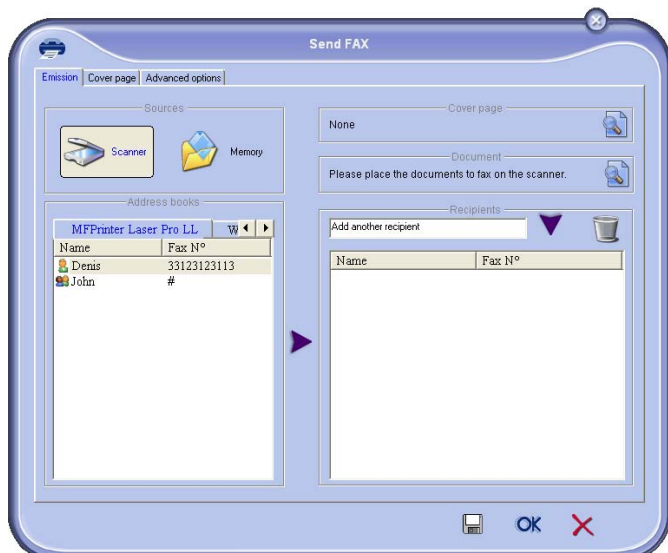 Send FAX
Emission Cover page Advanced options
Sources
Scanner
Memory
Address books
MFPrinter Laser Pro LL W
Name Fax Nº
Denis 33123123113
John #
Cover page
None
Document
Please place the documents to fax on the scanner.
Recipients
Add another recipient
Name Fax Nº
OK